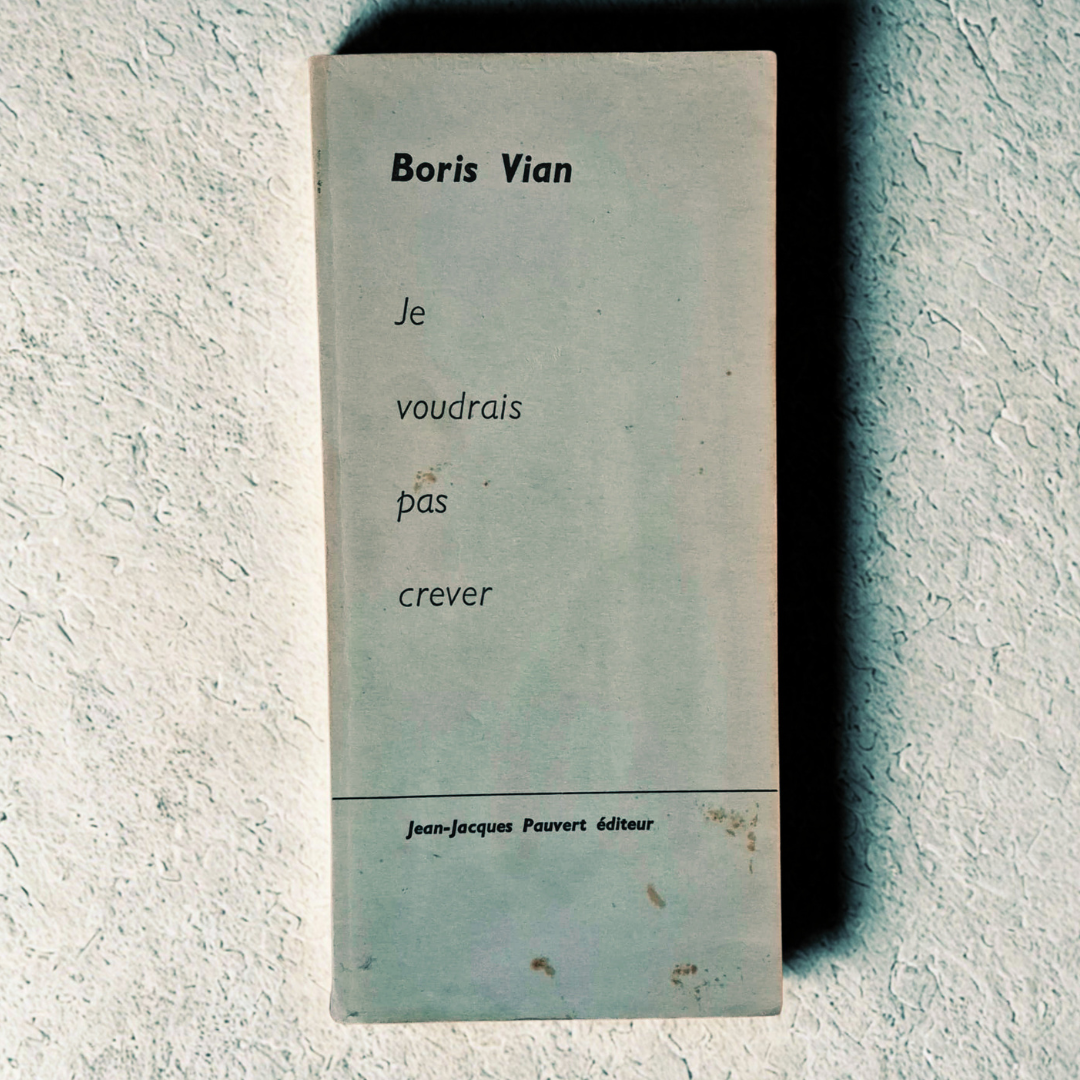 Boris Vian
Je
voudrais
pas
crever
Jean-Jacques Pauvert éditeur